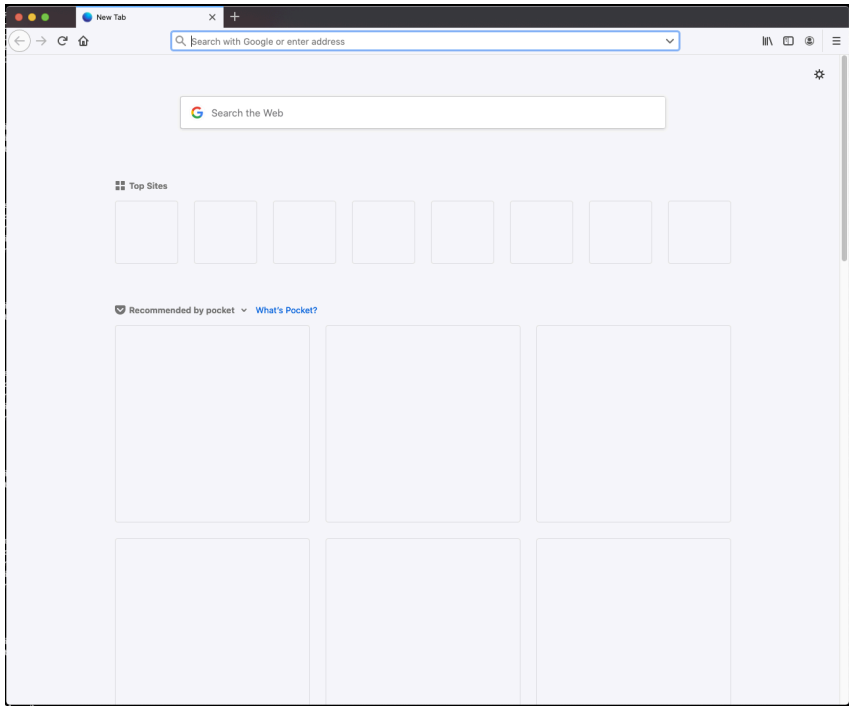 New Tab
Search with Google or enter address
Search the Web
Top Sites
Recommended by pocket What's Pocket?